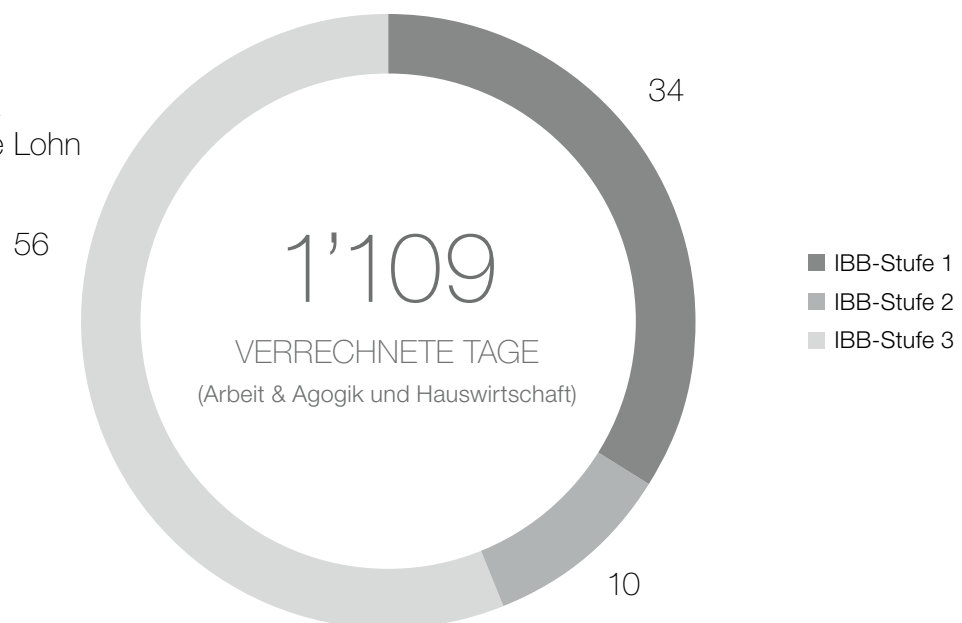 34
e Lohn
56
1’109
VERRECHNETE TAGE
(Arbeit & Agogik und Hauswirtschaft)
IBB-Stufe 1
IBB-Stufe 2
IBB-Stufe 3
10